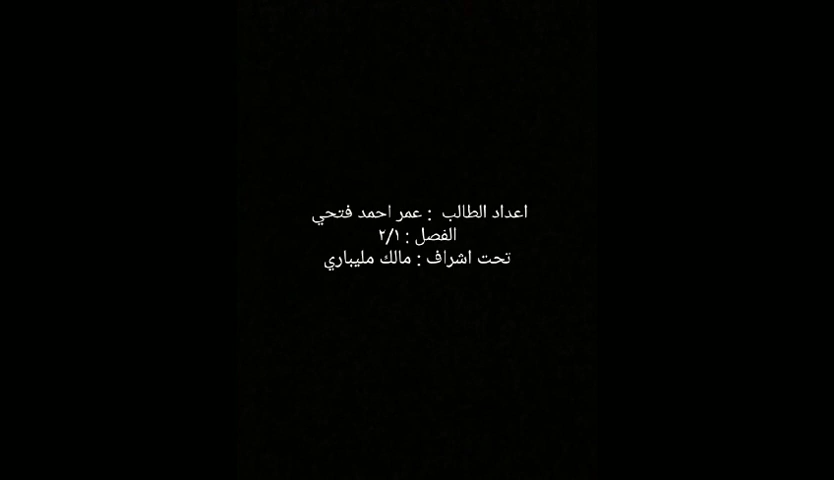 اعداد الطالب : عمر احمد فتحي
الفصل : ٢/١
تحت اشراف : مالك مليباري